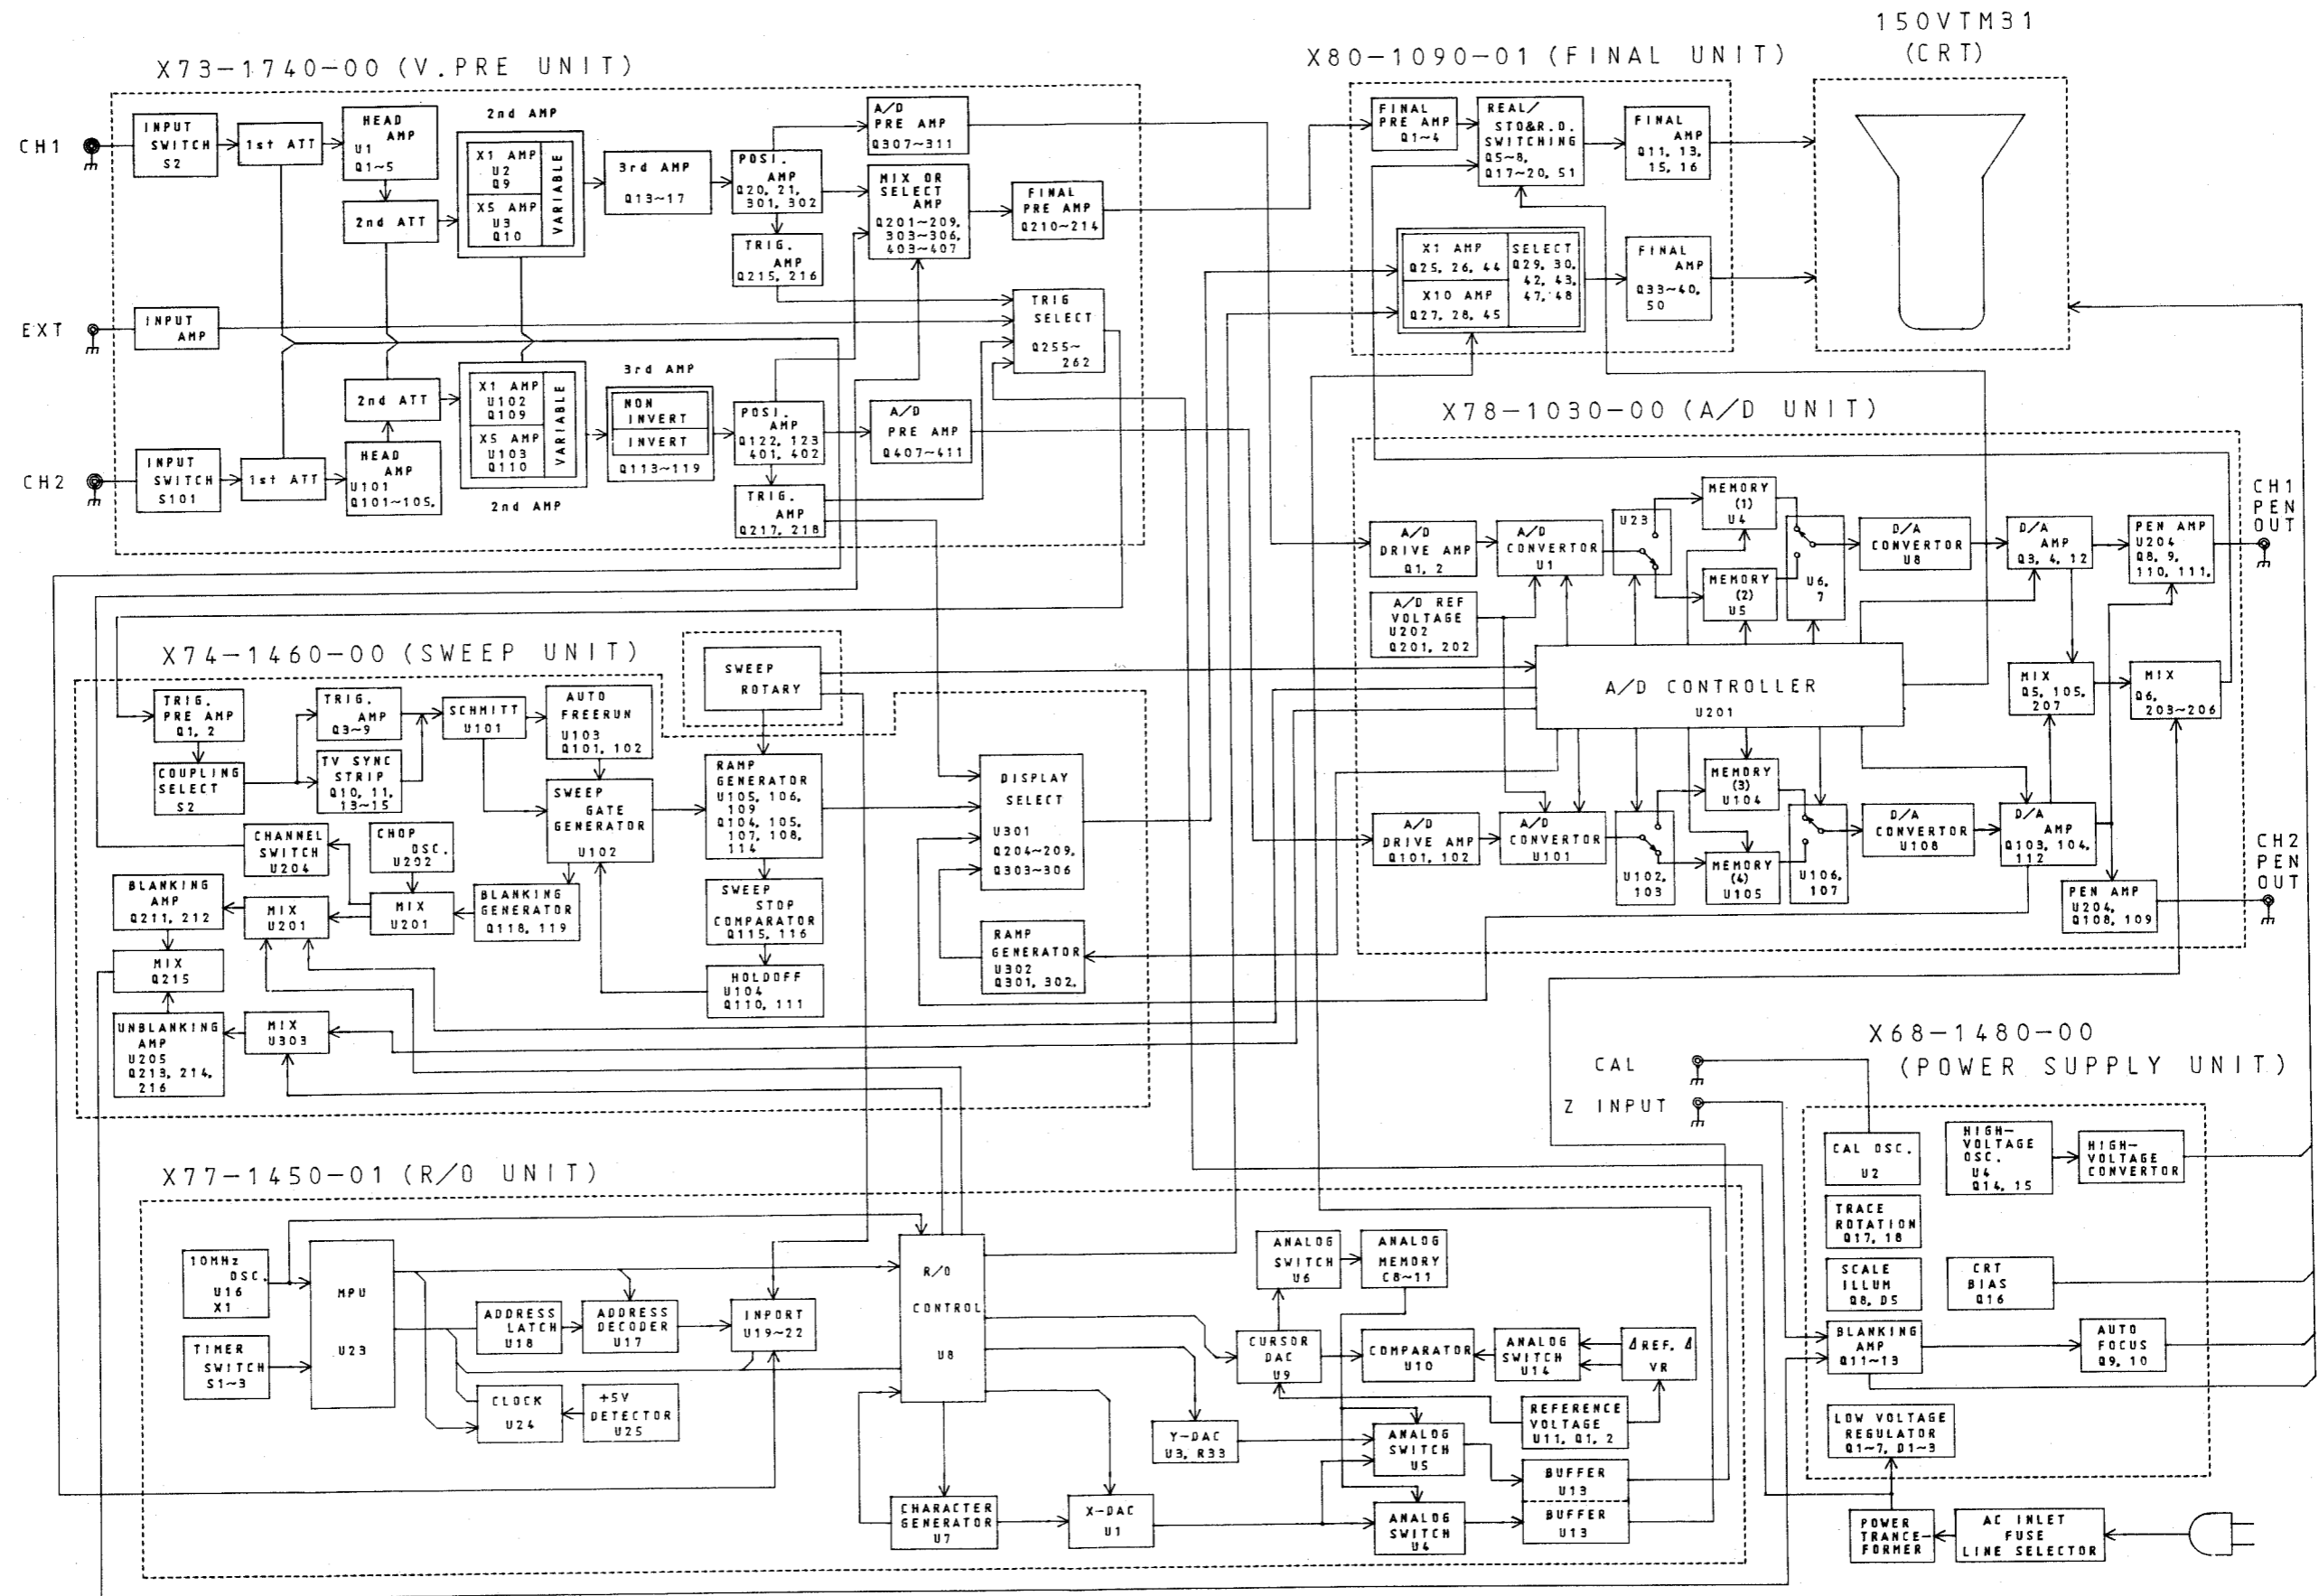 150VTM31
(CRT)
X73-1740-00 (V.PRE UNIT)
X80-1090-01 (FINAL UNIT)
CH1
INPUT
SWITCH
S2
1st ATT
HEAD
AMP
U1
Q1~5
2nd ATT
2nd AMP
X1 AMP
U2
Q9
X5 AMP
U3
Q10
VARIABLE
3rd AMP
Q13~17
POSI.
AMP
Q20, 21,
301, 302
TRIG.
AMP
Q215, 216
A/D
PRE AMP
Q307~311
MIX OR
SELECT
AMP
Q201~209,
303~306,
403~407
FINAL
PRE AMP
Q210~214
TRIG
SELECT
Q255~
262
EXT
INPUT
AMP
CH2
INPUT
SWITCH
S101
1st ATT
2nd ATT
HEAD
AMP
U101
Q101~105,
X1 AMP
U102
Q109
X5 AMP
U103
Q110
VARIABLE
2nd AMP
3rd AMP
NON
INVERT
INVERT
Q113~119
POSI.
AMP
Q122, 123
401, 402
TRIG.
AMP
Q217, 218
A/D
PRE AMP
Q407~411
FINAL
PRE AMP
Q1~4
REAL/
STO&R.O.
SWITCHING
Q5~8,
Q17~20, 51
FINAL
AMP
Q11, 13,
15, 16
X1 AMP
Q25, 26, 44
X10 AMP
Q27, 28, 45
SELECT
Q29, 30,
42, 43,
47, 48
FINAL
AMP
Q33~40,
50
X78-1030-00 (A/D UNIT)
A/D
DRIVE AMP
Q1, 2
A/D
CONVERTOR
U1
U23
MEMORY
(1)
U4
MEMORY
(2)
U5
U6,
7
D/A
CONVERTOR
U8
D/A
AMP
Q3, 4, 12
PEN AMP
U204
Q8, 9,
110, 111,
CH1
PEN
OUT
A/D REF
VOLTAGE
U202
Q201, 202
A/D CONTROLLER
U201
MIX
Q5, 105,
207
MIX
Q6,
203~206
A/D
DRIVE AMP
Q101, 102
A/D
CONVERTOR
U101
U102,
103
MEMORY
(3)
U104
MEMORY
(4)
U105
U106,
107
D/A
CONVERTOR
U108
D/A
AMP
Q103, 104,
112
PEN AMP
U204,
Q108, 109
CH2
PEN
OUT
X74-1460-00 (SWEEP UNIT)
SWEEP
ROTARY
TRIG.
PRE AMP
Q1, 2
COUPLING
SELECT
S2
TRIG.
AMP
Q3~9
TV SYNC
STRIP
Q10, 11,
13~15
SCHMITT
U101
AUTO
FREERUN
U103
Q101, 102
SWEEP
GATE
GENERATOR
U102
RAMP
GENERATOR
U105, 106,
109
Q104, 105,
107, 108,
114
DISPLAY
SELECT
U301
Q204~209,
Q303~306
CHANNEL
SWITCH
U204
CHOP
OSC.
U202
BLANKING
AMP
Q211, 212
MIX
U201
MIX
U201
BLANKING
GENERATOR
Q118, 119
SWEEP
STOP
COMPARATOR
Q115, 116
RAMP
GENERATOR
U302
Q301, 302,
MIX
Q215
HOLDOFF
U104
Q110, 111
UNBLANKING
AMP
U205
Q213, 214,
216
MIX
U303
X77-1450-01 (R/O UNIT)
10MHz
OSC.
U16
X1
TIMER
SWITCH
S1~3
MPU
U23
ADDRESS
LATCH
U18
ADDRESS
DECODER
U17
INPORT
U19~22
CLOCK
U24
+5V
DETECTOR
U25
R/O
CONTROL
U8
CHARACTER
GENERATOR
U7
X-DAC
U1
Y-DAC
U3, R33
ANALOG
SWITCH
U6
ANALOG
MEMORY
C8~11
CURSOR
DAC
U9
COMPARATOR
U10
ANALOG
SWITCH
U14
ΔREF. Δ
VR
REFERENCE
VOLTAGE
U11, Q1, 2
ANALOG
SWITCH
U5
ANALOG
SWITCH
U4
BUFFER
U13
BUFFER
U13
X68-1480-00
(POWER SUPPLY UNIT)
CAL
Z INPUT
CAL OSC.
U2
HIGH-
VOLTAGE
OSC.
U4
Q14, 15
HIGH-
VOLTAGE
CONVERTOR
TRACE
ROTATION
Q17, 18
SCALE
ILLUM
Q8, D5
CRT
BIAS
Q16
BLANKING
AMP
Q11~13
AUTO
FOCUS
Q9, 10
LOW VOLTAGE
REGULATOR
Q1~7, D1~3
POWER
TRANCE-
FORMER
AC INLET
FUSE
LINE SELECTOR